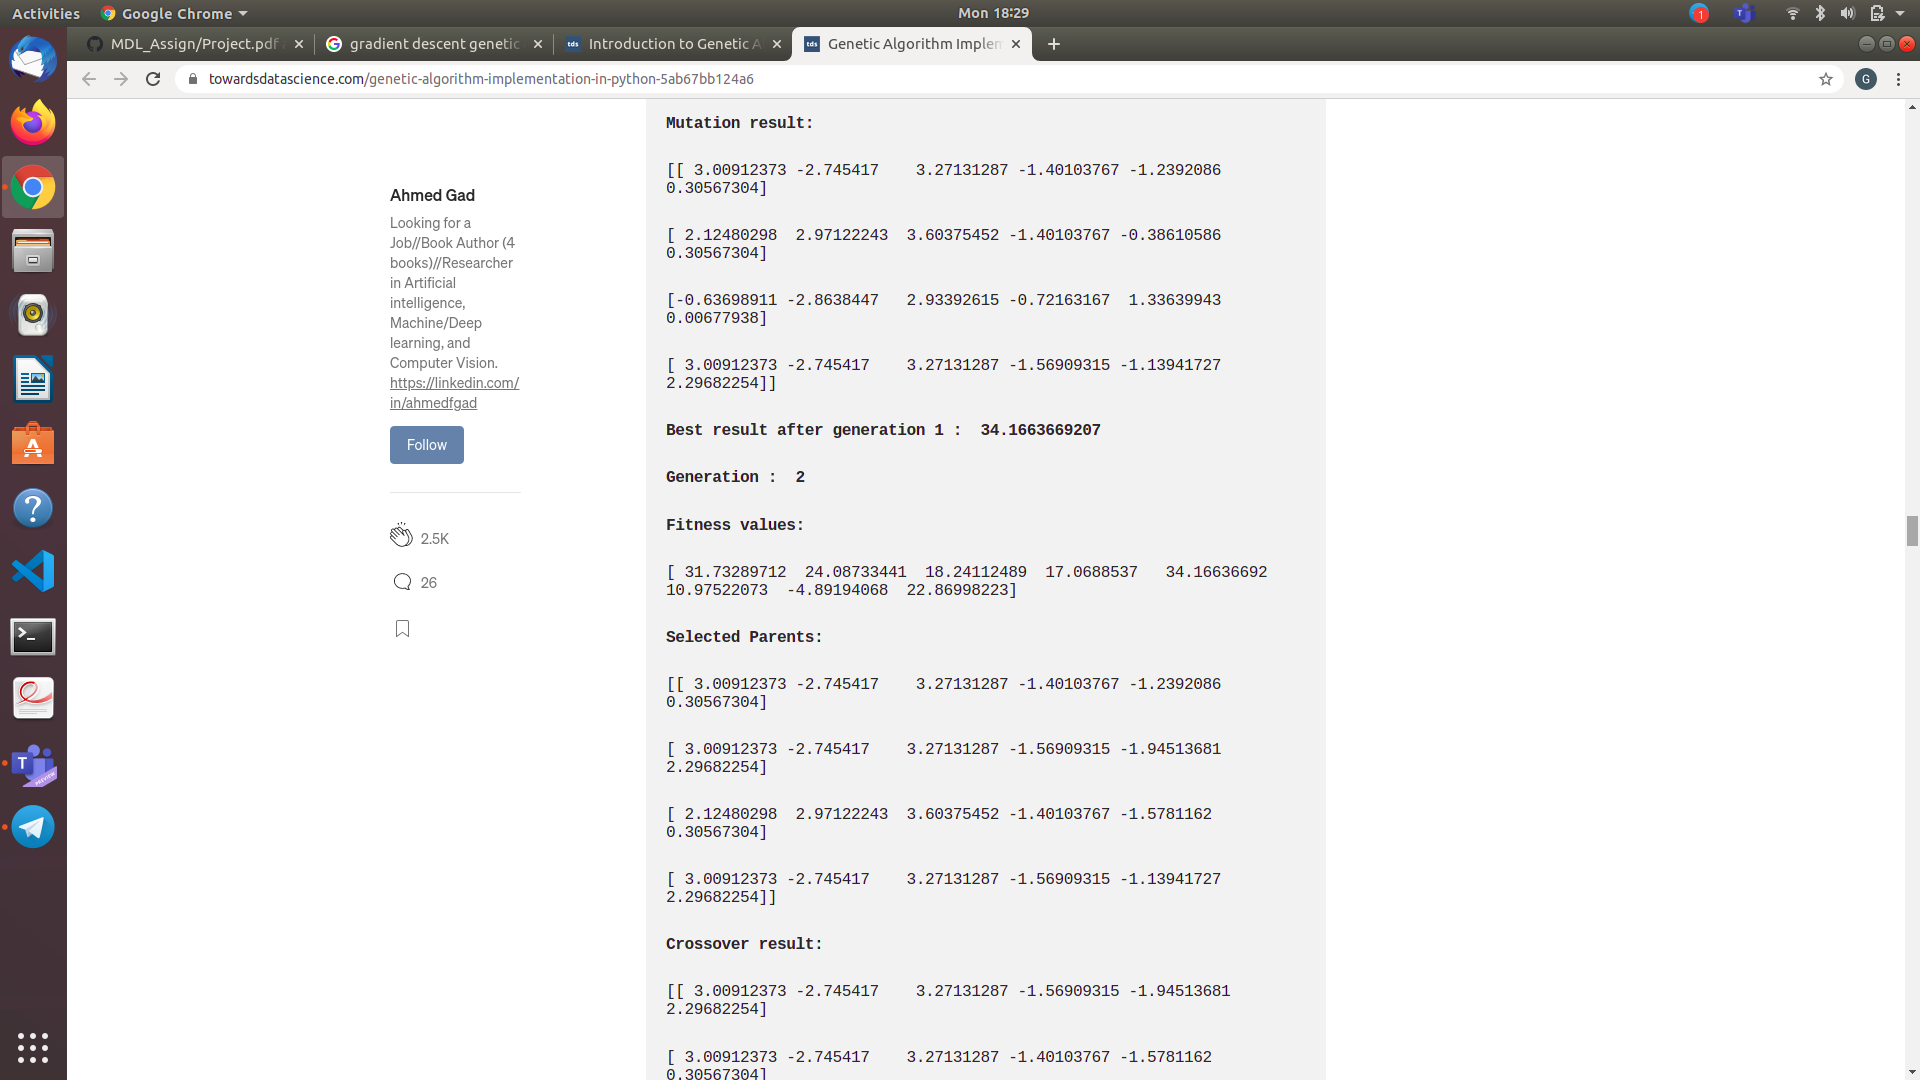 Activities Google Chrome Mon 18:29 1
MDL_Assign/Project.pdf gradient descent genetic Introduction to Genetic A Genetic Algorithm Implem
towardsdatascience.com/genetic-algorithm-implementation-in-python-5ab67bb124a6 G
Ahmed Gad
Looking for a
Job//Book Author (4
books)//Researcher
in Artificial
intelligence,
Machine/Deep
learning, and
Computer Vision.
https://linkedin.com/
in/ahmedfgad
Follow
2.5K
26
Mutation result:
[[ 3.00912373 -2.745417    3.27131287 -1.40103767 -1.2392086
0.30567304]
[ 2.12480298  2.97122243  3.60375452 -1.40103767 -0.38610586
0.30567304]
[-0.63698911 -2.8638447   2.93392615 -0.72163167  1.33639943
0.00677938]
[ 3.00912373 -2.745417    3.27131287 -1.56909315 -1.13941727
2.29682254]]
Best result after generation 1 :  34.1663669207
Generation :  2
Fitness values:
[ 31.73289712  24.08733441  18.24112489  17.0688537   34.16636692
10.97522073  -4.89194068  22.86998223]
Selected Parents:
[[ 3.00912373 -2.745417    3.27131287 -1.40103767 -1.2392086
0.30567304]
[ 3.00912373 -2.745417    3.27131287 -1.56909315 -1.94513681
2.29682254]
[ 2.12480298  2.97122243  3.60375452 -1.40103767 -1.5781162
0.30567304]
[ 3.00912373 -2.745417    3.27131287 -1.56909315 -1.13941727
2.29682254]]
Crossover result:
[[ 3.00912373 -2.745417    3.27131287 -1.56909315 -1.94513681
2.29682254]
[ 3.00912373 -2.745417    3.27131287 -1.40103767 -1.5781162
0.30567304]